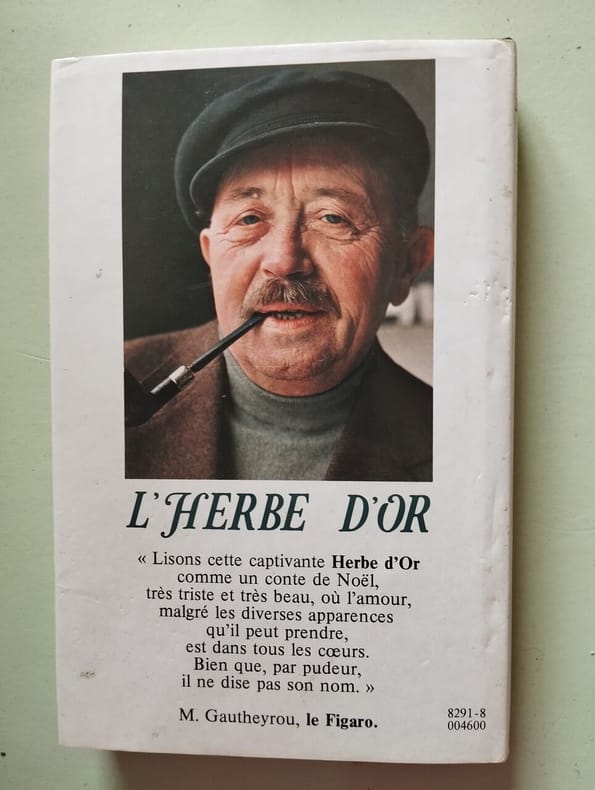 L'HERBE D'OR
« Lisons cette captivante Herbe d'Or
comme un conte de Noël,
très triste et très beau, où l'amour,
malgré les diverses apparences
qu'il peut prendre,
est dans tous les cœurs.
Bien que, par pudeur,
il ne dise pas son nom. »
M. Gautheyrou, le Figaro.
8291-8
004600